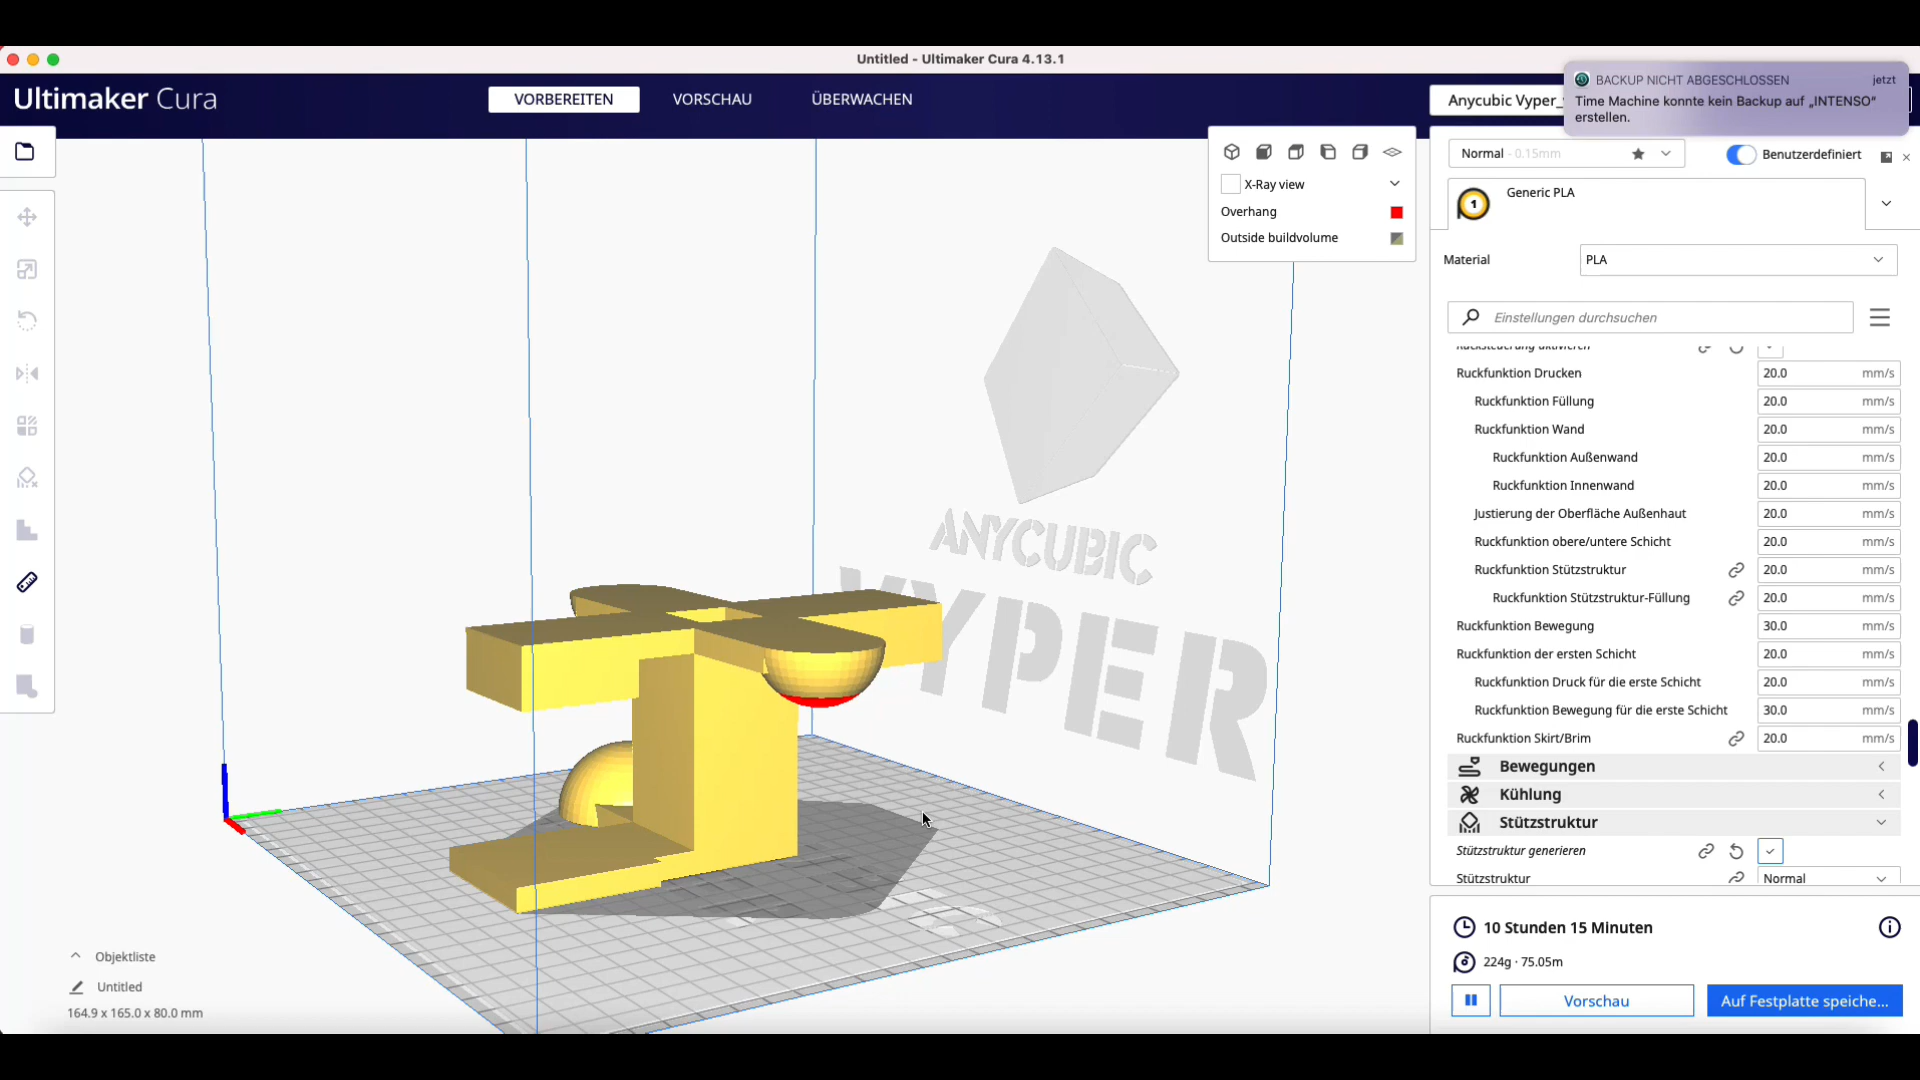 Untitled - Ultimaker Cura 4.13.1
Ultimaker Cura
VORBEREITEN
VORSCHAU
ÜBERWACHEN
Anycubic Vyper_
BACKUP NICHT ABGESCHLOSSEN
jetzt
Time Machine konnte kein Backup auf „INTENSO“
erstellen.
X-Ray view
Overhang
Outside buildvolume
Normal - 0.15mm
Benutzerdefiniert
1
Generic PLA
Material
PLA
Einstellungen durchsuchen
Rucksteuerung aktivieren
Ruckfunktion Drucken 20.0 mm/s
Ruckfunktion Füllung 20.0 mm/s
Ruckfunktion Wand 20.0 mm/s
Ruckfunktion Außenwand 20.0 mm/s
Ruckfunktion Innenwand 20.0 mm/s
Justierung der Oberfläche Außenhaut 20.0 mm/s
Ruckfunktion obere/untere Schicht 20.0 mm/s
Ruckfunktion Stützstruktur 20.0 mm/s
Ruckfunktion Stützstruktur-Füllung 20.0 mm/s
Ruckfunktion Bewegung 30.0 mm/s
Ruckfunktion der ersten Schicht 20.0 mm/s
Ruckfunktion Druck für die erste Schicht 20.0 mm/s
Ruckfunktion Bewegung für die erste Schicht 30.0 mm/s
Ruckfunktion Skirt/Brim 20.0 mm/s
Bewegungen
Kühlung
Stützstruktur
Stützstruktur generieren
Stützstruktur Normal
ANYCUBIC
VYPER
Objektliste
Untitled
164.9 x 165.0 x 80.0 mm
10 Stunden 15 Minuten
224g · 75.05m
Vorschau
Auf Festplatte speiche...